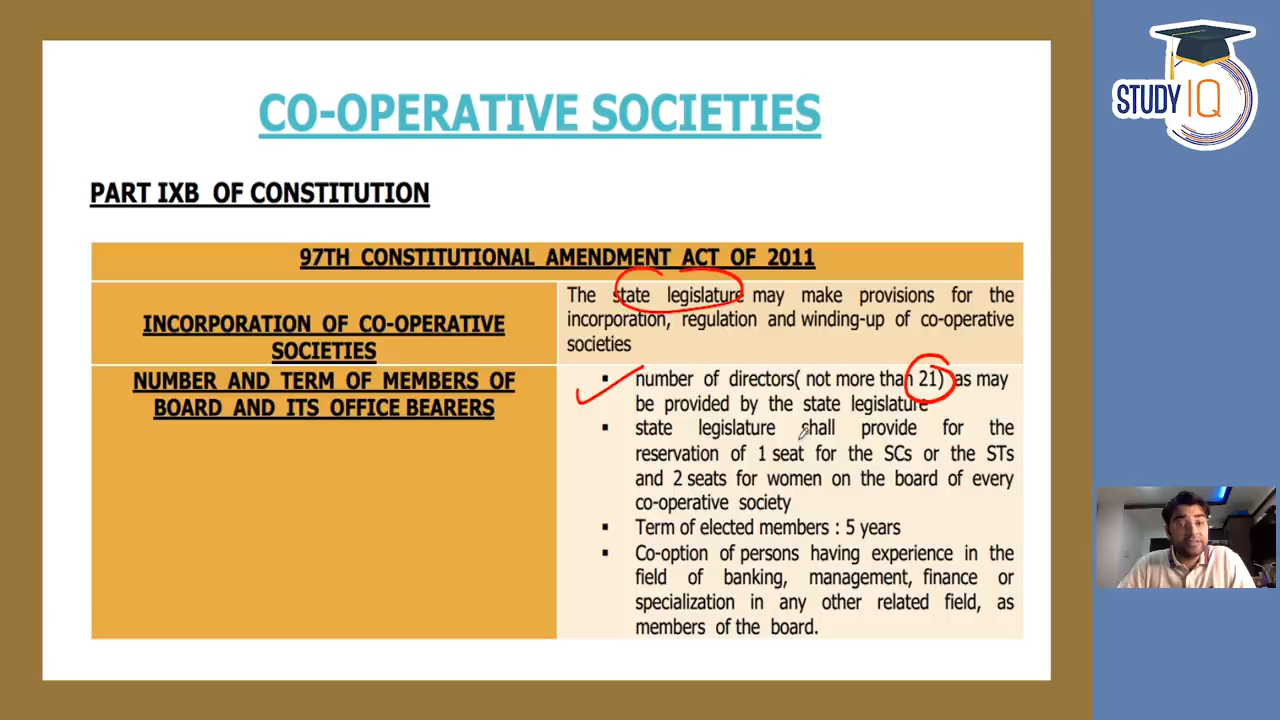 CO-OPERATIVE SOCIETIES
STUDY IQ
PART IXB OF CONSTITUTION
97TH CONSTITUTIONAL AMENDMENT ACT OF 2011
INCORPORATION OF CO-OPERATIVE
SOCIETIES
The state legislature may make provisions for the
incorporation, regulation and winding-up of co-operative
societies
NUMBER AND TERM OF MEMBERS OF
BOARD AND ITS OFFICE BEARERS
▪ number of directors( not more than 21) as may
be provided by the state legislature
▪ state legislature shall provide for the
reservation of 1 seat for the SCs or the STs
and 2 seats for women on the board of every
co-operative society
▪ Term of elected members : 5 years
▪ Co-option of persons having experience in the
field of banking, management, finance or
specialization in any other related field, as
members of the board.